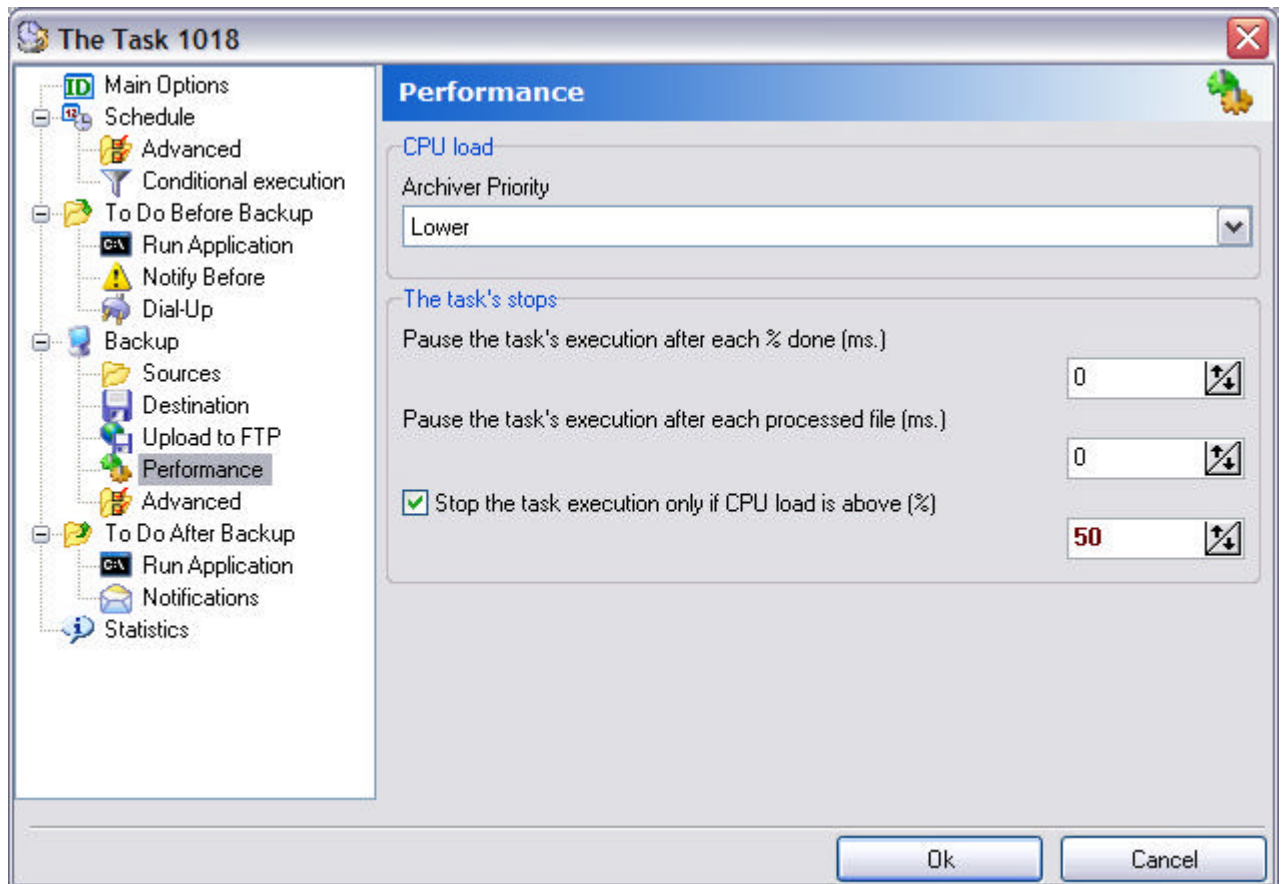 The Task 1018
ID Main Options
12 Schedule
Advanced
Conditional execution
To Do Before Backup
C:\ Run Application
Notify Before
Dial-Up
Backup
Sources
Destination
Upload to FTP
Performance
Advanced
To Do After Backup
C:\ Run Application
Notifications
Statistics
Performance
CPU load
Archiver Priority
Lower
The task's stops
Pause the task's execution after each % done (ms.)
0
Pause the task's execution after each processed file (ms.)
0
Stop the task execution only if CPU load is above (%)
50
Ok
Cancel